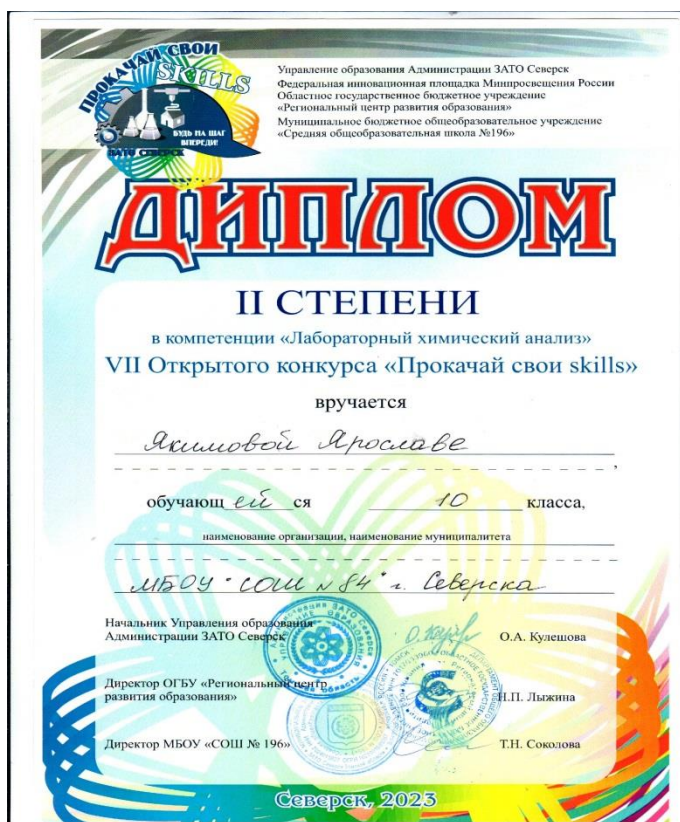 ПРОКАЧАЙ СВОИ
SKILLS
БУДЬ НА ШАГ
ВПЕРЕДИ!
ЗАТО СЕВЕРСК
Управление образования Администрации ЗАТО Северск
Федеральная инновационная площадка Минпросвещения России
Областное государственное бюджетное учреждение
«Региональный центр развития образования»
Муниципальное бюджетное общеобразовательное учреждение
«Средняя общеобразовательная школа №196»
ДИПЛОМ
II СТЕПЕНИ
в компетенции «Лабораторный химический анализ»
VII Открытого конкурса «Прокачай свои skills»
вручается
Якимовой Ярославе
,
обучающ ей ся 10 класса,
наименование организации, наименование муниципалитета
МБОУ "СОШ № 84" г. Северска
Начальник Управления образования
Администрации ЗАТО Северск О.А. Кулешова
Директор ОГБУ «Региональный центр
развития образования» Н.П. Лыжина
Директор МБОУ «СОШ № 196» Т.Н. Соколова
Северск, 2023